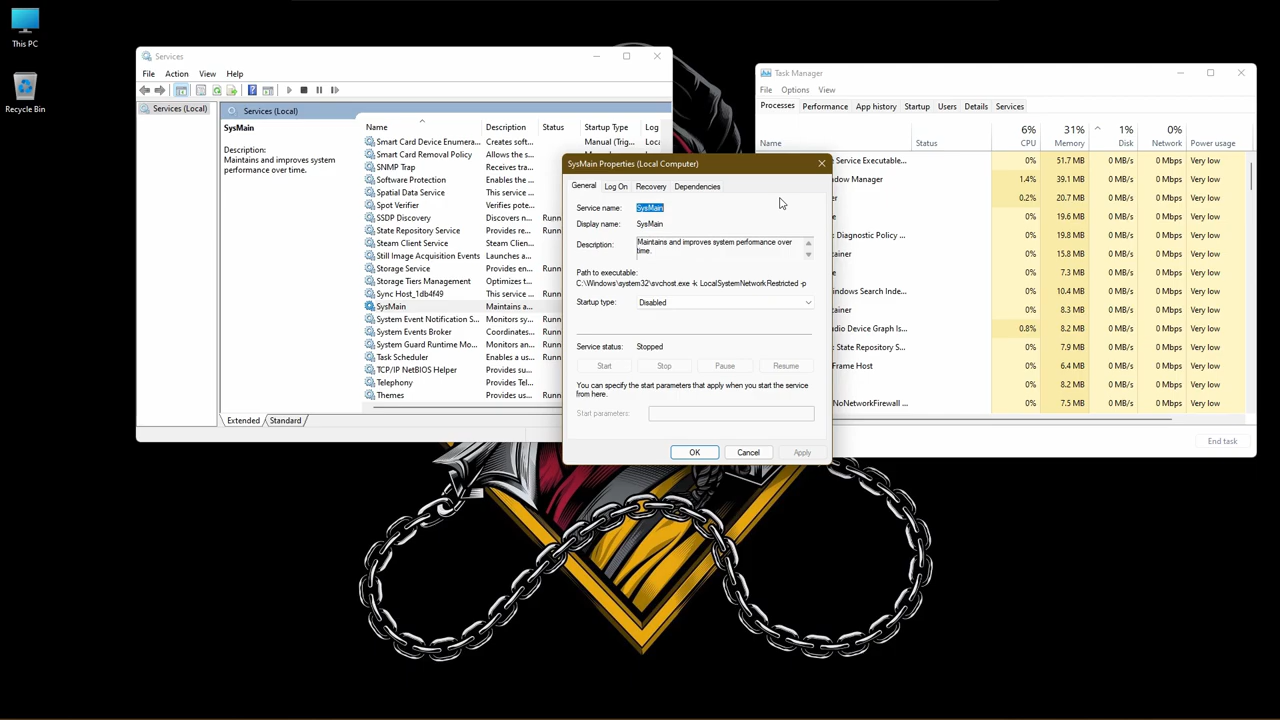 This PC
Recycle Bin
Services
File Action View Help
Services (Local)
Services (Local)
SysMain
Description:
Maintains and improves system
performance over time.
Name Description Status Startup Type Log
Smart Card Device Enumera... Creates soft... Manual (Trig... Loca
Smart Card Removal Policy Allows the s...
SNMP Trap Receives tra...
Software Protection Enables the ...
Spatial Data Service This service ...
Spot Verifier Verifies pote...
SSDP Discovery Discovers n... Runn
State Repository Service Provides re... Runn
Steam Client Service Steam Clien...
Still Image Acquisition Events Launches ap...
Storage Service Provides en... Runn
Storage Tiers Management Optimizes t...
Sync Host_1db4f49 This service ... Runn
SysMain Maintains a...
System Event Notification S... Monitors sy... Runn
System Events Broker Coordinates... Runn
System Guard Runtime Mo... Monitors an... Runn
Task Scheduler Enables a us... Runn
TCP/IP NetBIOS Helper Provides su... Runn
Telephony Provides Tel...
Themes Provides us... Runn
Extended Standard
SysMain Properties (Local Computer)
General Log On Recovery Dependencies
Service name: SysMain
Display name: SysMain
Description: Maintains and improves system performance over
time.
Path to executable:
C:\Windows\system32\svchost.exe -k LocalSystemNetworkRestricted -p
Startup type: Disabled
Service status: Stopped
Start Stop Pause Resume
You can specify the start parameters that apply when you start the service
from here.
Start parameters:
OK Cancel Apply
Task Manager
File Options View
Processes Performance App history Startup Users Details Services
6% 31% 1% 0%
Name Status CPU Memory Disk Network Power usage
Service Executable... 0% 51.7 MB 0 MB/s 0 Mbps Very low
ndow Manager 1.4% 39.1 MB 0 MB/s 0 Mbps Very low
re 0.2% 20.7 MB 0 MB/s 0 Mbps Very low
re 0% 19.6 MB 0 MB/s 0 Mbps Very low
Diagnostic Policy ... 0% 19.4 MB 0 MB/s 0 Mbps Very low
tainer 0% 15.8 MB 0 MB/s 0 Mbps Very low
re 0% 7.3 MB 0 MB/s 0 Mbps Very low
indows Search Inde... 0% 10.4 MB 0 MB/s 0 Mbps Very low
tainer 0% 8.3 MB 0 MB/s 0 Mbps Very low
dio Device Graph Is... 0.8% 8.2 MB 0 MB/s 0 Mbps Very low
State Repository S... 0% 7.9 MB 0 MB/s 0 Mbps Very low
Frame Host 0% 6.4 MB 0 MB/s 0 Mbps Very low
0% 8.2 MB 0 MB/s 0 Mbps Very low
NoNetworkFirewall ... 0% 7.5 MB 0 MB/s 0 Mbps Very low
End task